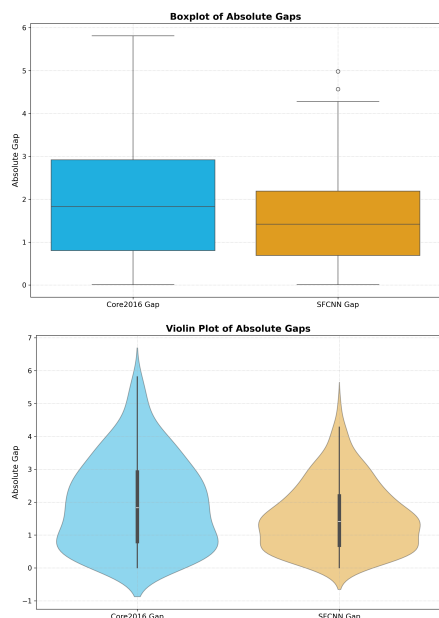 Boxplot of Absolute Gaps
6
5
4
3
2
1
0
Absolute Gap
Core2016 Gap SFCNN Gap
Violin Plot of Absolute Gaps
7
6
5
4
3
2
1
0
−1
Absolute Gap
Core2016 Gap SFCNN Gap